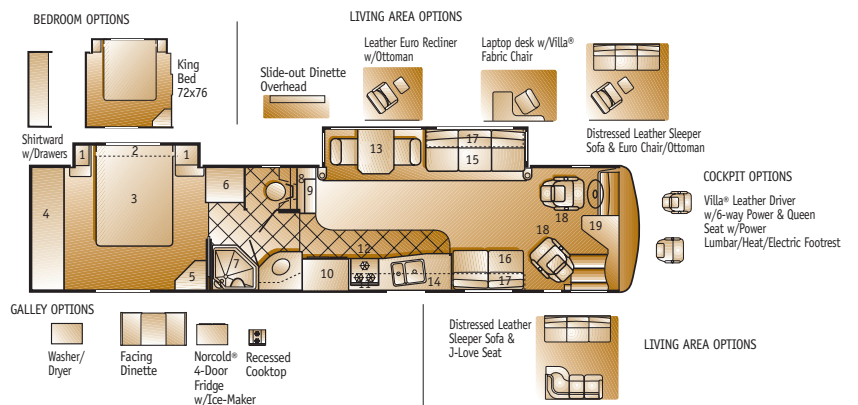 BEDROOM OPTIONS
King
Bed
72x76
Shirtward
w/Drawers
LIVING AREA OPTIONS
Slide-out Dinette
Overhead
Leather Euro Recliner
w/Ottoman
Laptop desk w/Villa®
Fabric Chair
Distressed Leather Sleeper
Sofa & Euro Chair/Ottoman
COCKPIT OPTIONS
Villa® Leather Driver
w/6-way Power & Queen
Seat w/Power
Lumbar/Heat/Electric Footrest
1
2
1
3
4
5
6
7
8
9
10
11
12
13
14
15
17
16
17
18
18
19
GALLEY OPTIONS
Washer/
Dryer
Facing
Dinette
Norcold®
4-Door
Fridge
w/Ice-Maker
Recessed
Cooktop
Distressed Leather
Sleeper Sofa &
J-Love Seat
LIVING AREA OPTIONS